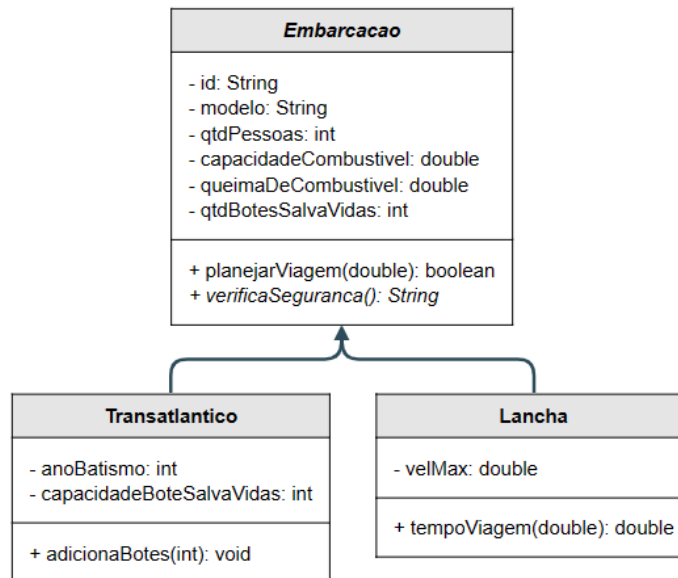 Embarcacao
- id: String
- modelo: String
- qtdPessoas: int
- capacidadeCombustivel: double
- queimaDeCombustivel: double
- qtdBotesSalvaVidas: int
+ planejarViagem(double): boolean
+ verificaSeguranca(): String
Transatlantico
- anoBatismo: int
- capacidadeBoteSalvaVidas: int
+ adicionaBotes(int): void
Lancha
- velMax: double
+ tempoViagem(double): double